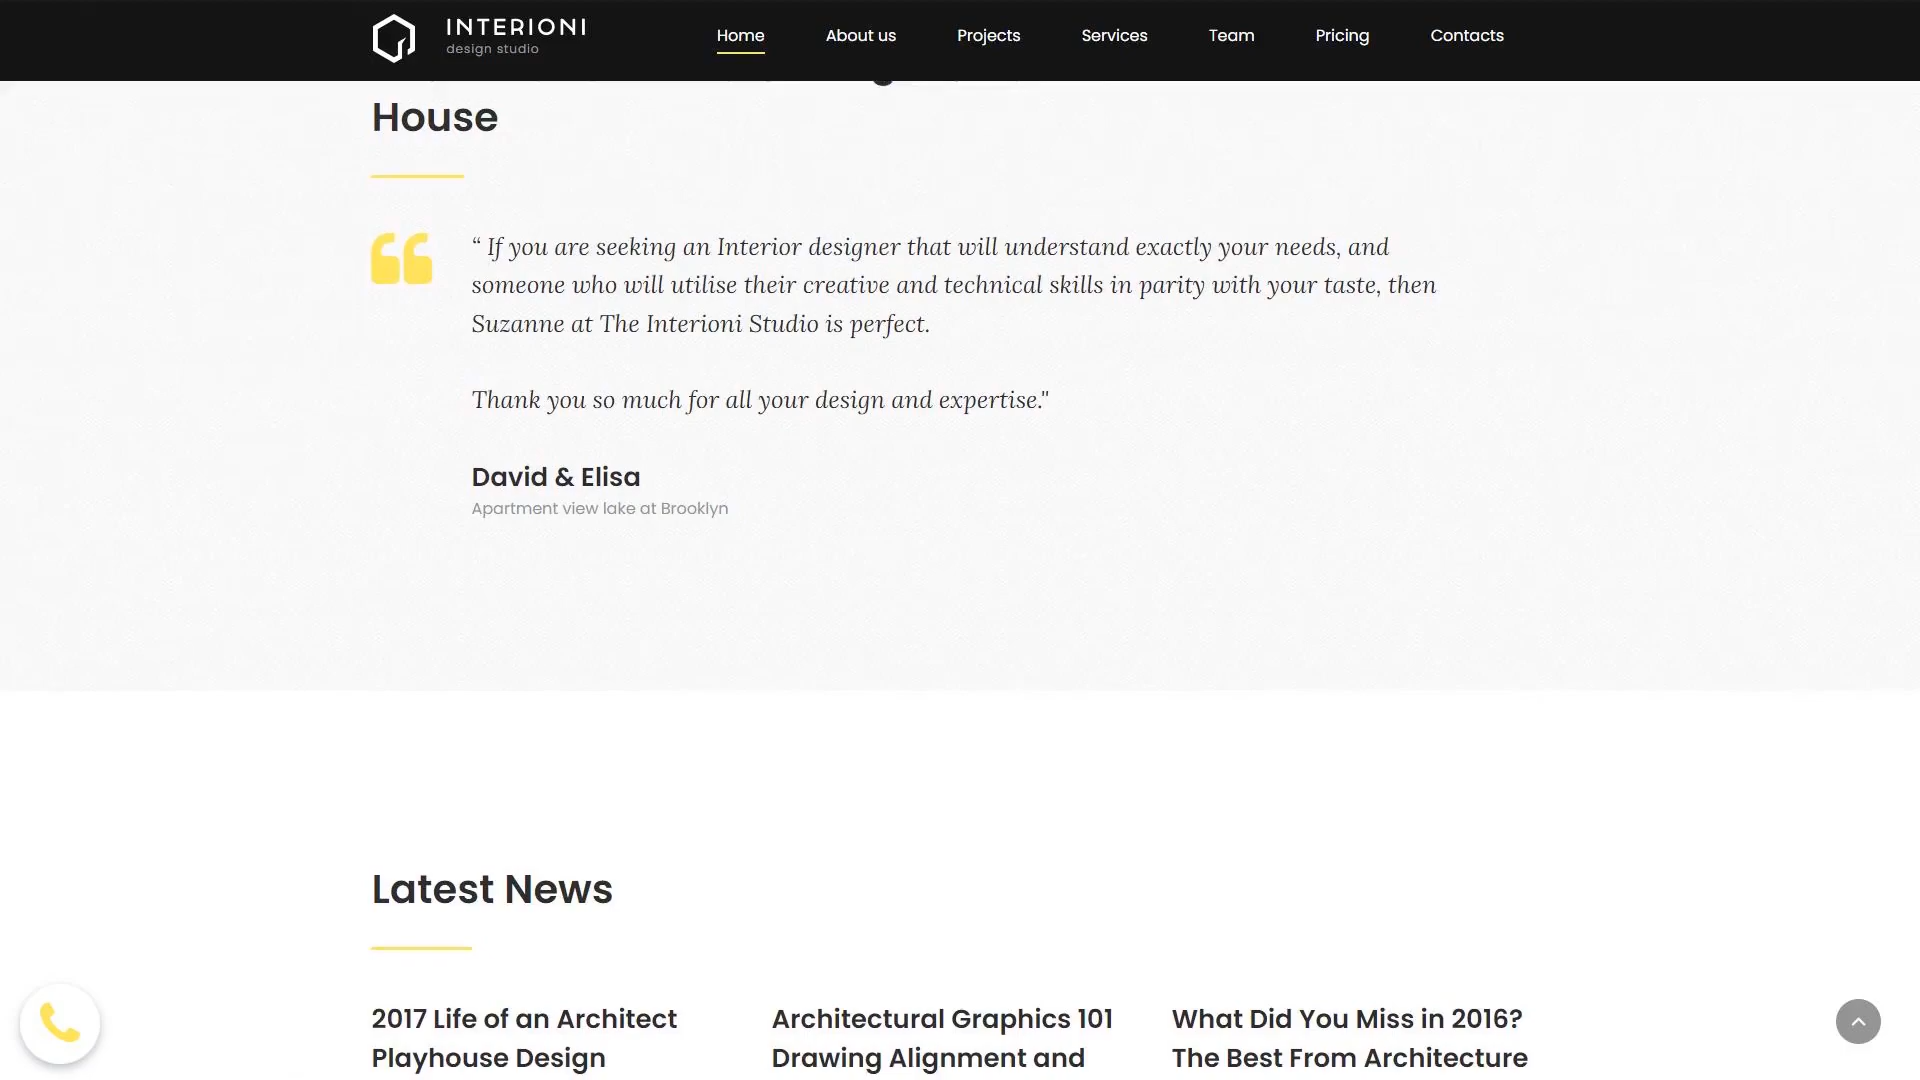 INTERIONI
design studio
Home About us Projects Services Team Pricing Contacts
House
“ If you are seeking an Interior designer that will understand exactly your needs, and
someone who will utilise their creative and technical skills in parity with your taste, then
Suzanne at The Interioni Studio is perfect.
Thank you so much for all your design and expertise."
David & Elisa
Apartment view lake at Brooklyn
Latest News
2017 Life of an Architect
Playhouse Design
Architectural Graphics 101
Drawing Alignment and
What Did You Miss in 2016?
The Best From Architecture